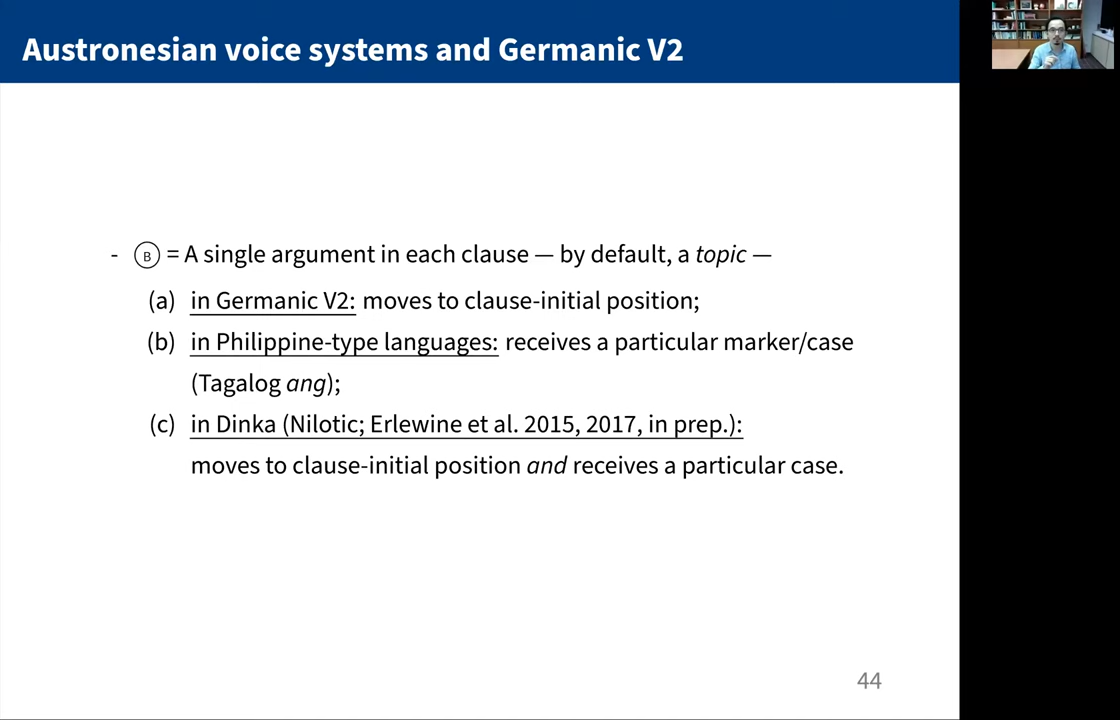 Austronesian voice systems and Germanic V2
- Ⓑ = A single argument in each clause — by default, a topic —
(a) in Germanic V2: moves to clause-initial position;
(b) in Philippine-type languages: receives a particular marker/case
(Tagalog ang);
(c) in Dinka (Nilotic; Erlewine et al. 2015, 2017, in prep.):
moves to clause-initial position and receives a particular case.
44